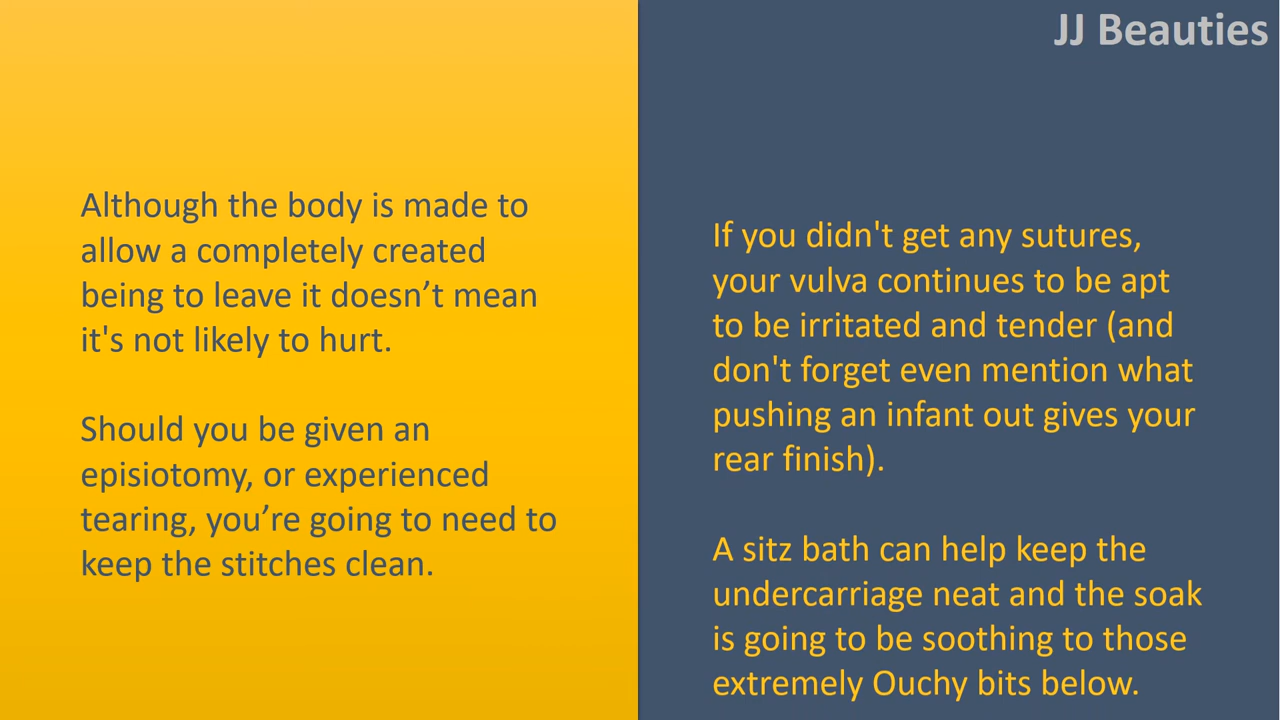 JJ Beauties
Although the body is made to
allow a completely created
being to leave it doesn’t mean
it's not likely to hurt.
Should you be given an
episiotomy, or experienced
tearing, you’re going to need to
keep the stitches clean.
If you didn't get any sutures,
your vulva continues to be apt
to be irritated and tender (and
don't forget even mention what
pushing an infant out gives your
rear finish).
A sitz bath can help keep the
undercarriage neat and the soak
is going to be soothing to those
extremely Ouchy bits below.